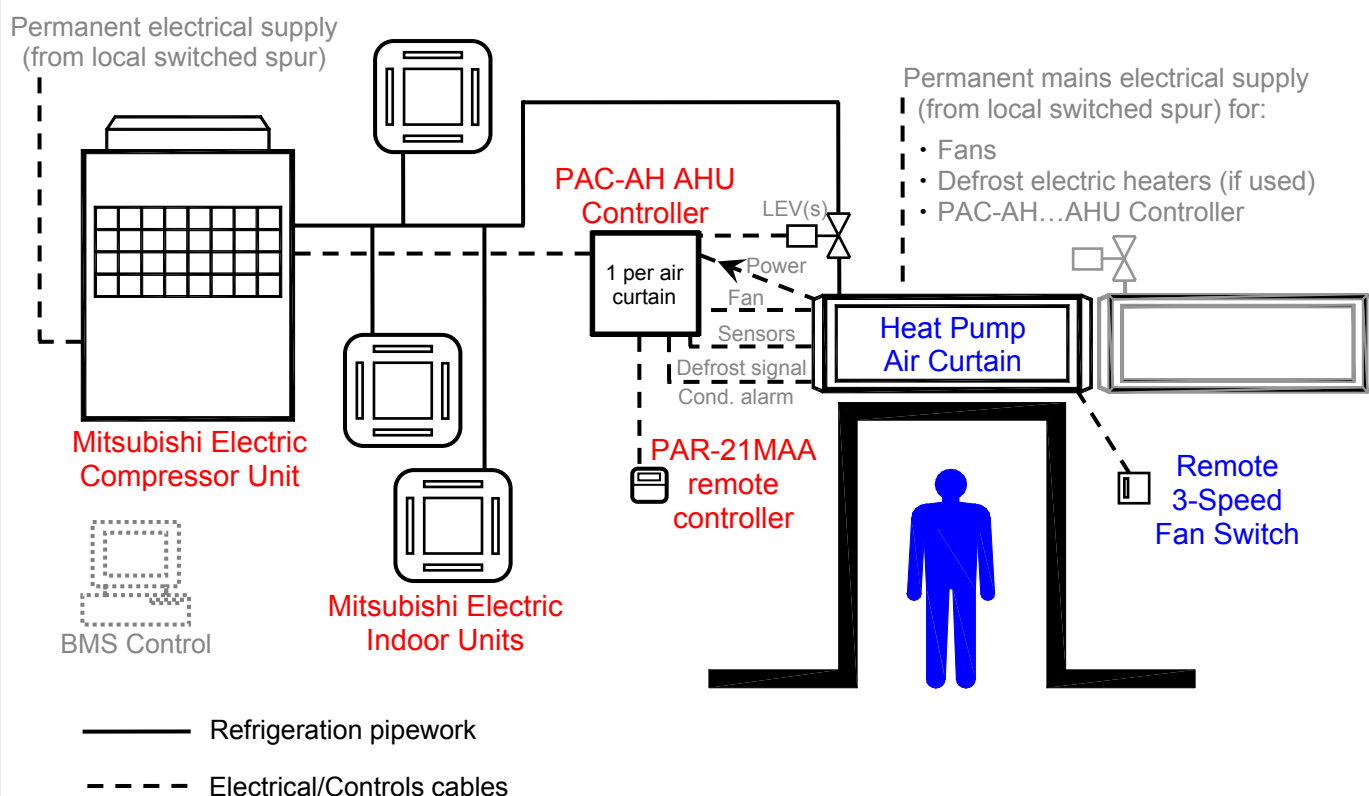 Permanent electrical supply
(from local switched spur)
Permanent mains electrical supply
(from local switched spur) for:
· Fans
· Defrost electric heaters (if used)
· PAC-AH…AHU Controller
PAC-AH AHU
Controller
LEV(s)
1 per air
curtain
Power
Fan
Sensors
Defrost signal
Cond. alarm
Heat Pump
Air Curtain
Mitsubishi Electric
Compressor Unit
PAR-21MAA
remote
controller
Remote
3-Speed
Fan Switch
Mitsubishi Electric
Indoor Units
BMS Control
Refrigeration pipework
Electrical/Controls cables